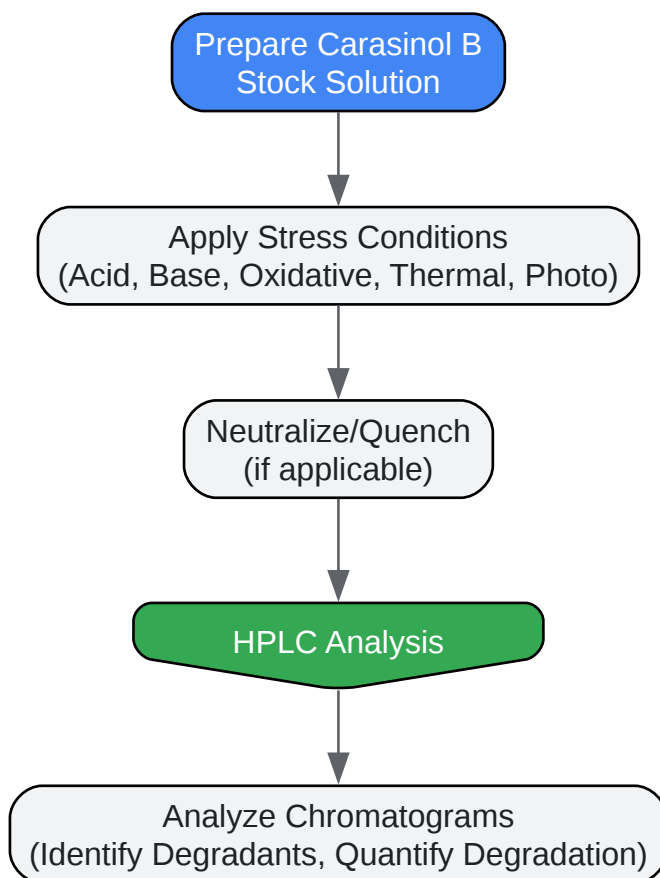 Prepare Carasinol B
Stock Solution
Apply Stress Conditions
(Acid, Base, Oxidative, Thermal, Photo)
Neutralize/Quench
(if applicable)
HPLC Analysis
Analyze Chromatograms
(Identify Degradants, Quantify Degradation)